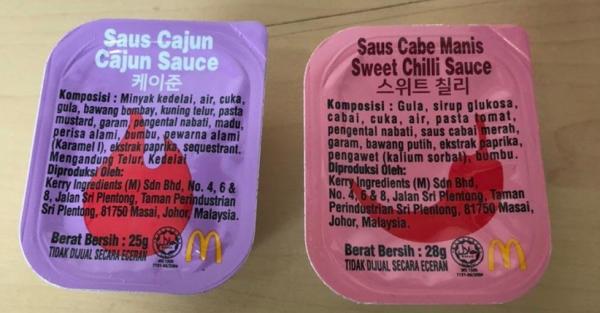 Saus Cajun
Cajun Sauce
케이준
Komposisi : Minyak kedelai, air, cuka,
gula, bawang bombay, kuning telur, pasta
mustard, garam, pengental nabati, madu,
perisa alami, bumbu, pewarna alami
(Karamel I), ekstrak paprika, sequestrant.
Mengandung Telur, Kedelai
Diproduksi Oleh:
Kerry Ingredients (M) Sdn Bhd, No. 4, 6 &
8, Jalan Sri Plentong, Taman Perindustrian
Sri Plentong, 81750 Masai, Johor, Malaysia.
Berat Bersih : 25g
TIDAK DIJUAL SECARA ECERAN
Saus Cabe Manis
Sweet Chilli Sauce
스위트 칠리
Komposisi : Gula, sirup glukosa,
cabai, cuka, air, pasta tomat,
pengental nabati, saus cabai merah,
garam, bawang putih, ekstrak paprika,
pengawet (kalium sorbat), bumbu.
Diproduksi Oleh:
Kerry Ingredients (M) Sdn Bhd,
No. 4, 6 & 8, Jalan Sri Plentong, Taman
Perindustrian Sri Plentong, 81750 Masai,
Johor, Malaysia.
Berat Bersih : 28g
TIDAK DIJUAL SECARA ECERAN